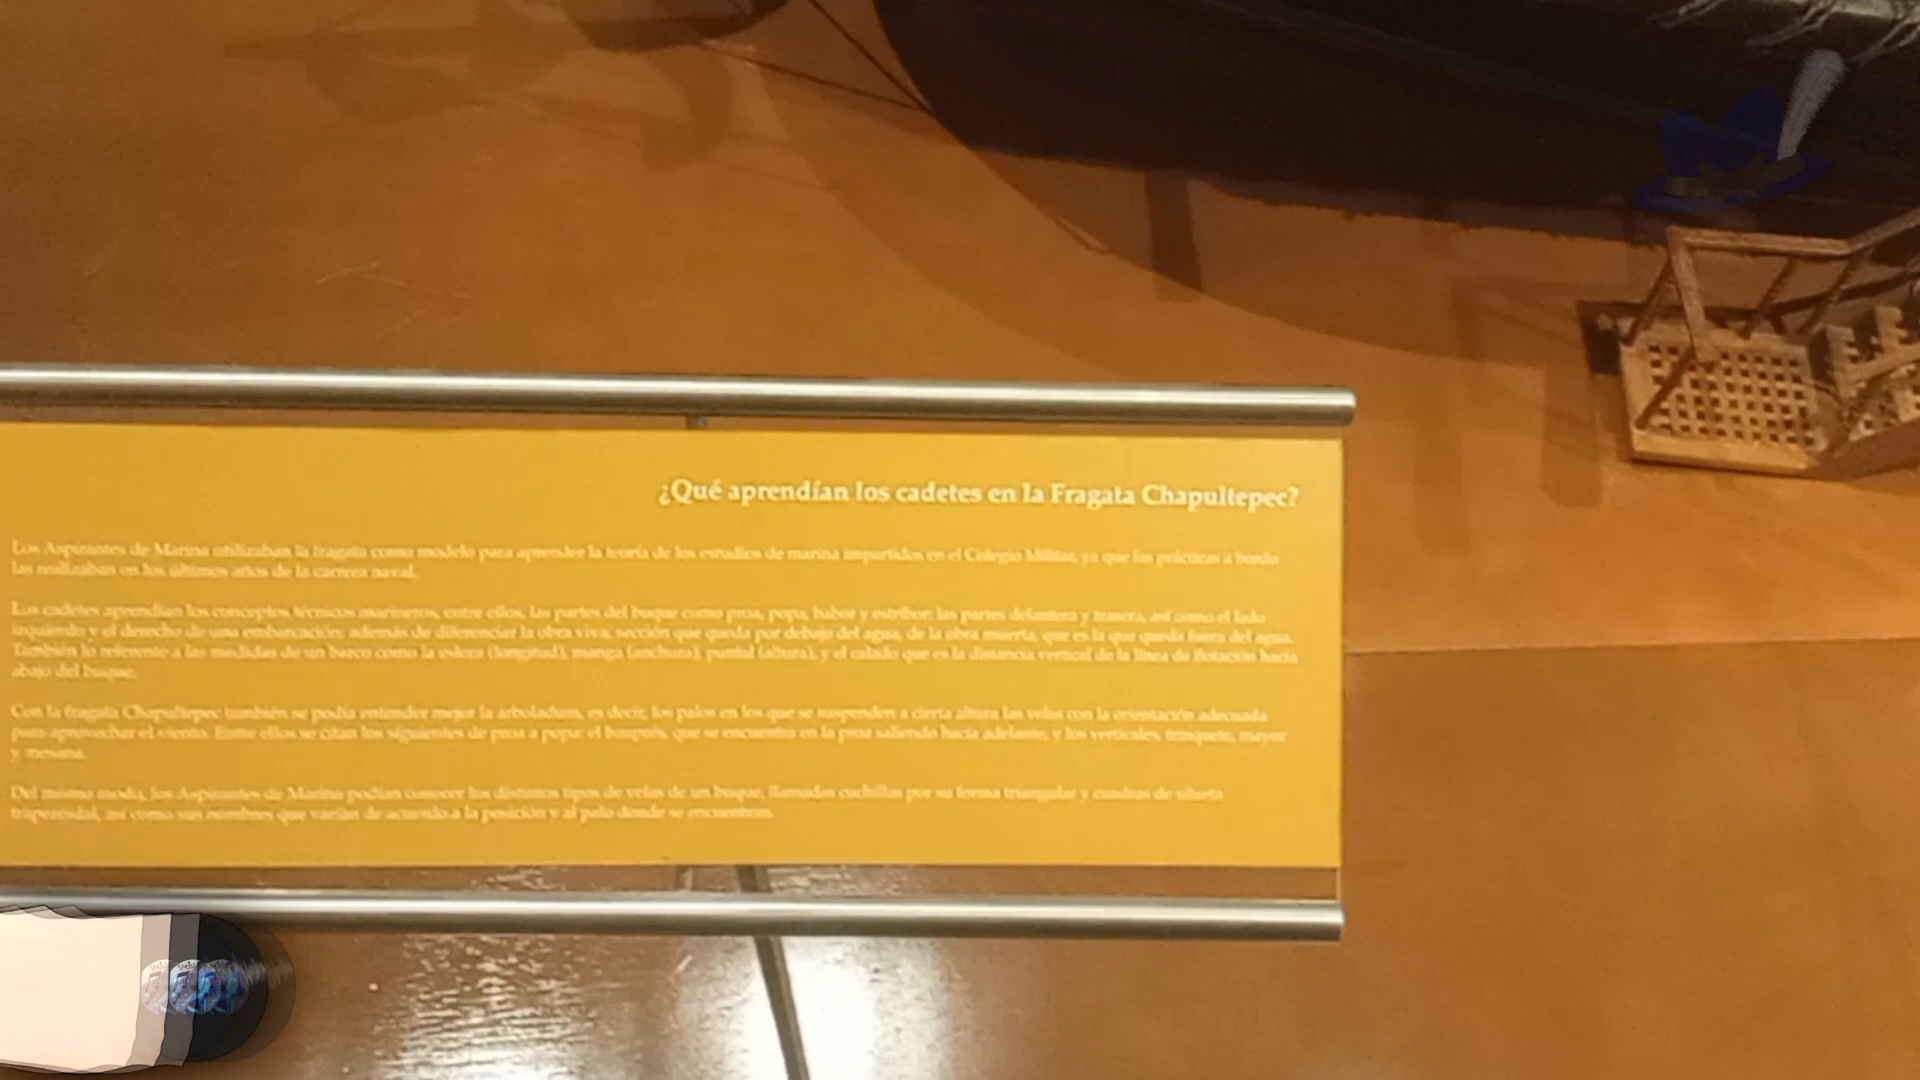 ¿Qué aprendían los cadetes en la Fragata Chapultepec?
Los Aspirantes de Marina utilizaban la fragata como modelo para aprender la teoría de los estudios de marina impartidos en el Colegio Militar, ya que las prácticas a bordo
las realizaban en los últimos años de la carrera naval.
Los cadetes aprendían los conceptos técnicos marineros, entre ellos, las partes del buque como proa, popa, babor y estribor: las partes delantera y trasera, así como el lado
izquierdo y el derecho de una embarcación; además de diferenciar la obra viva, sección que queda por debajo del agua, de la obra muerta, que es la que queda fuera del agua.
También lo referente a las medidas de un barco como la eslora (longitud); manga (anchura); puntal (altura); y el calado que es la distancia vertical de la línea de flotación hacia
abajo del buque.
Con la fragata Chapultepec también se podía entender mejor la arboladura, es decir, los palos en los que se suspenden a cierta altura las velas con la orientación adecuada
para aprovechar el viento. Entre ellos se citan los siguientes de proa a popa: el bauprés, que se encuentra en la proa saliendo hacia adelante, y los verticales, trinquete, mayor
y mesana.
Del mismo modo, los Aspirantes de Marina podían conocer los distintos tipos de velas de un buque, llamadas cuchillas por su forma triangular y cuadras de silueta
trapezoidal, así como sus nombres que varían de acuerdo a la posición y al palo donde se encuentran.